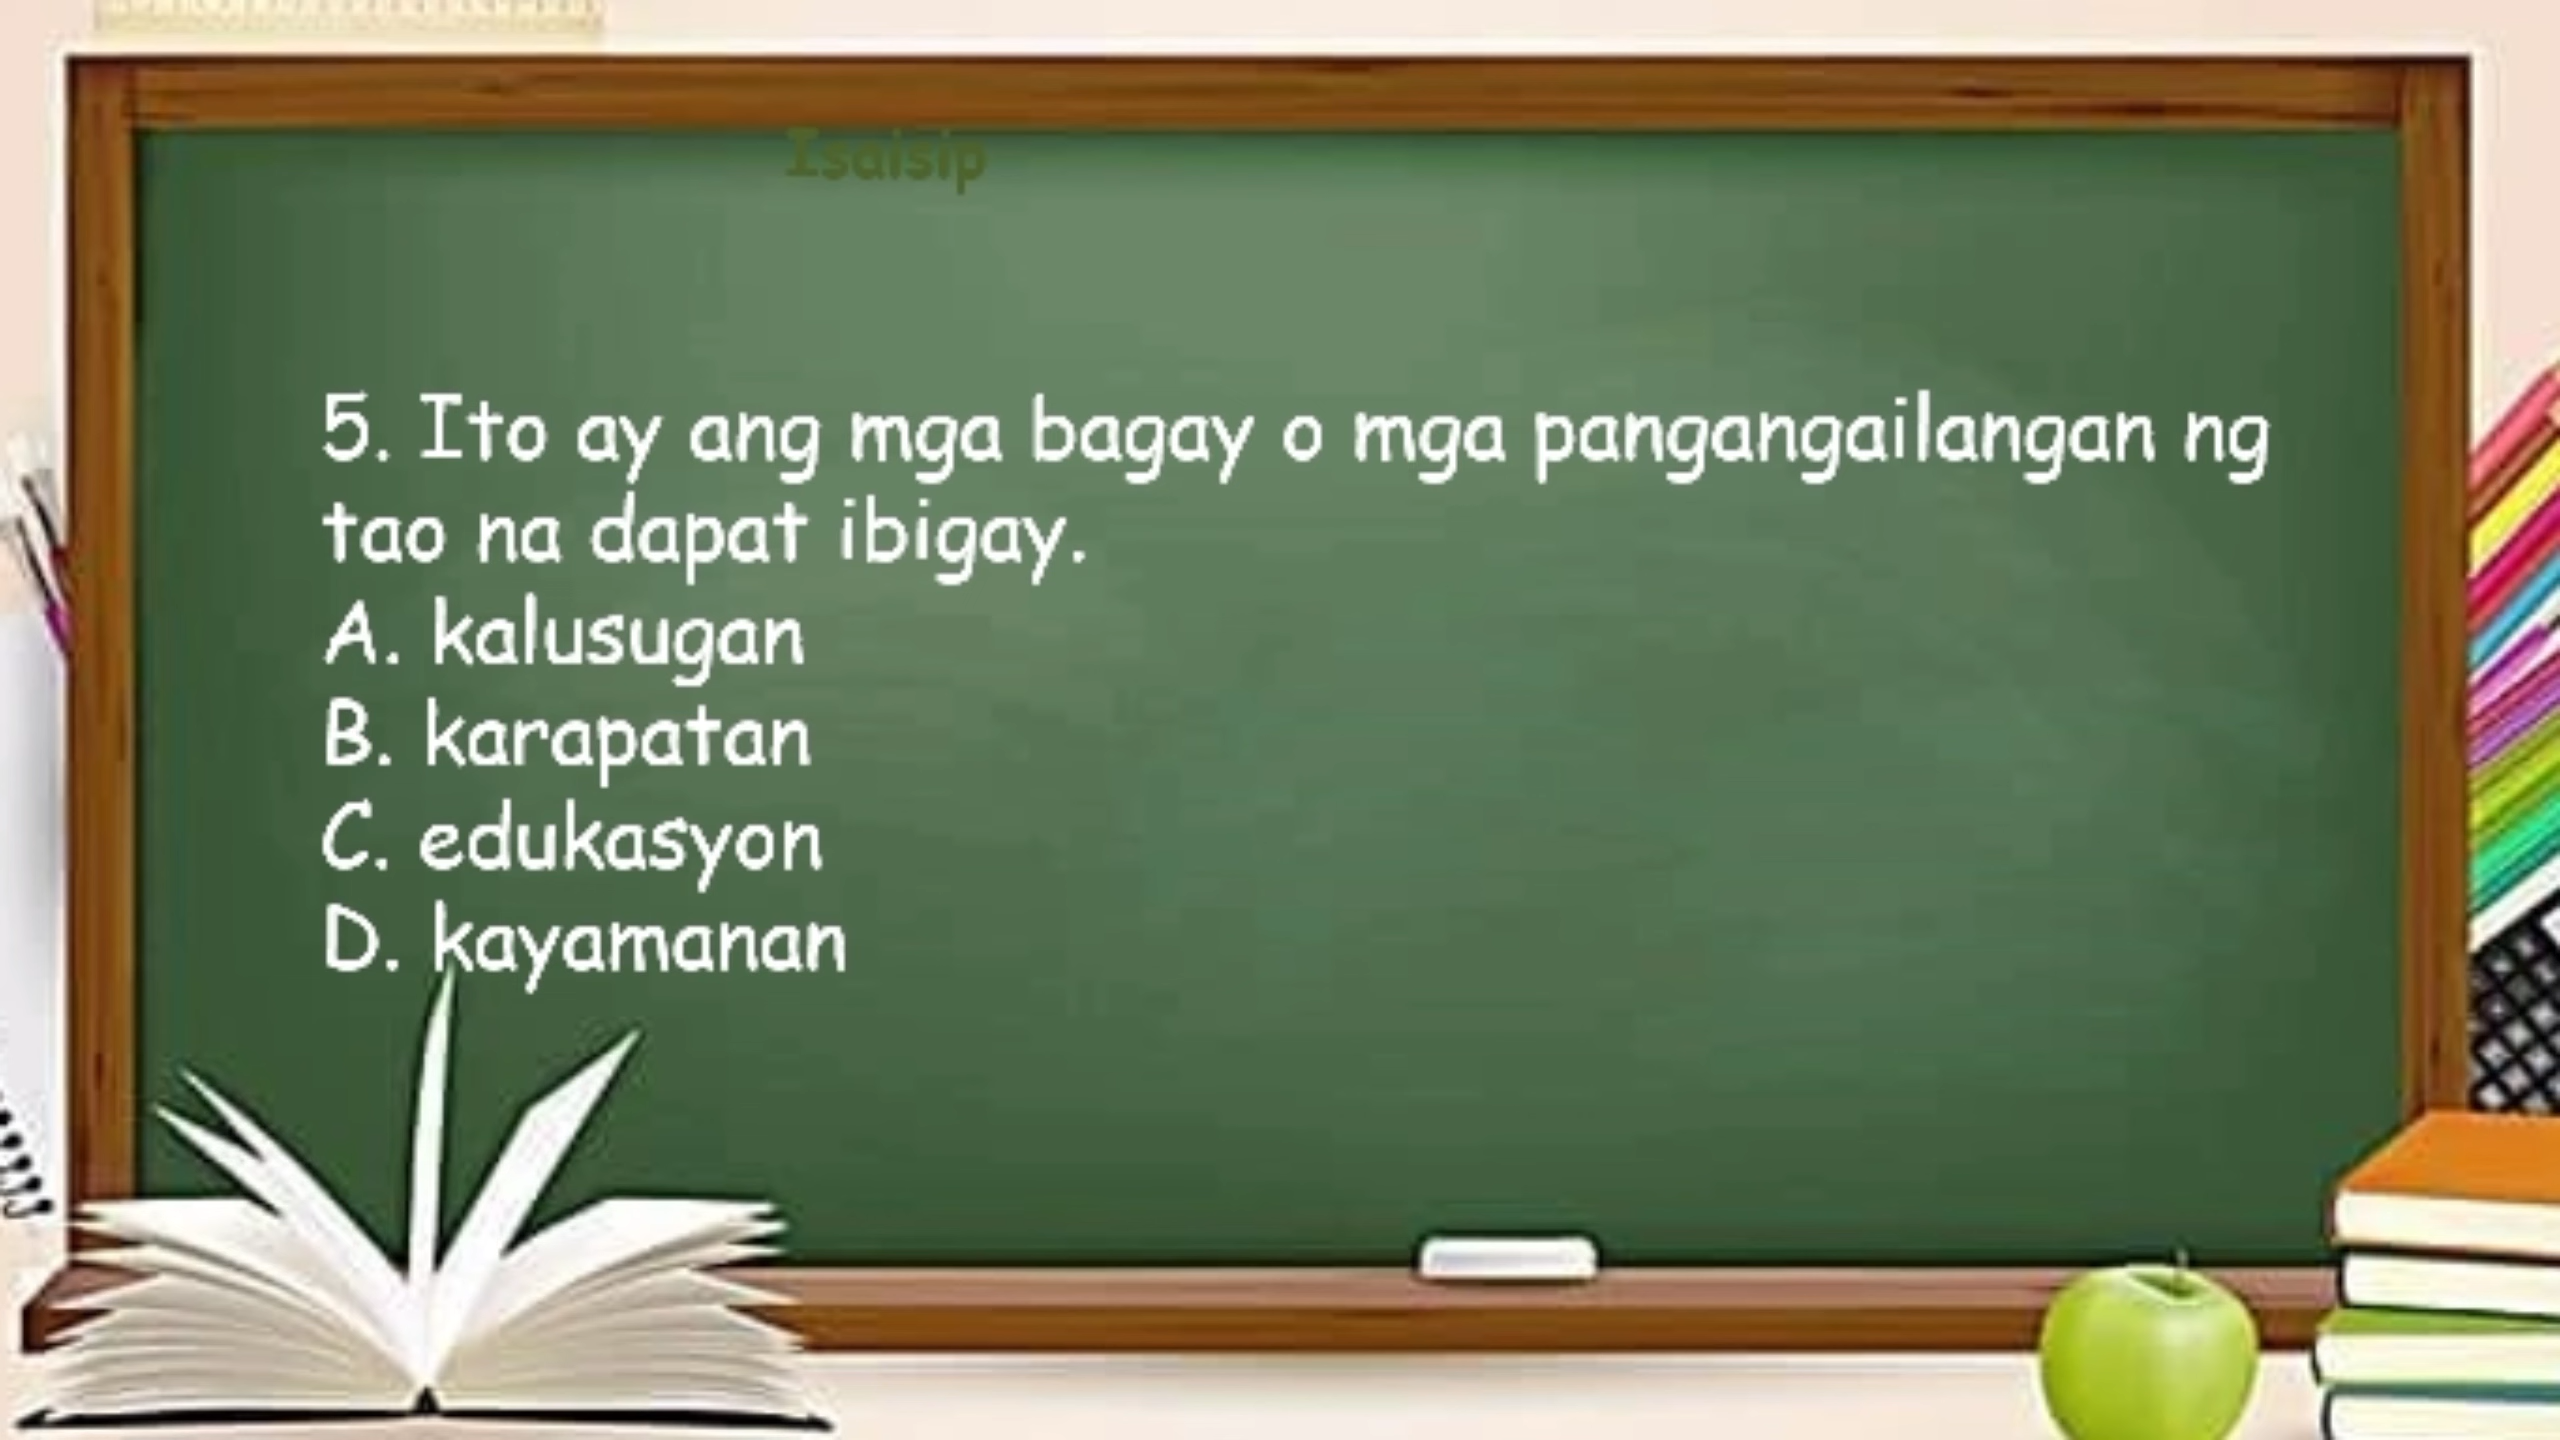 Isaisip
5. Ito ay ang mga bagay o mga pangangailangan ng
tao na dapat ibigay.
A. kalusugan
B. karapatan
C. edukasyon
D. kayamanan